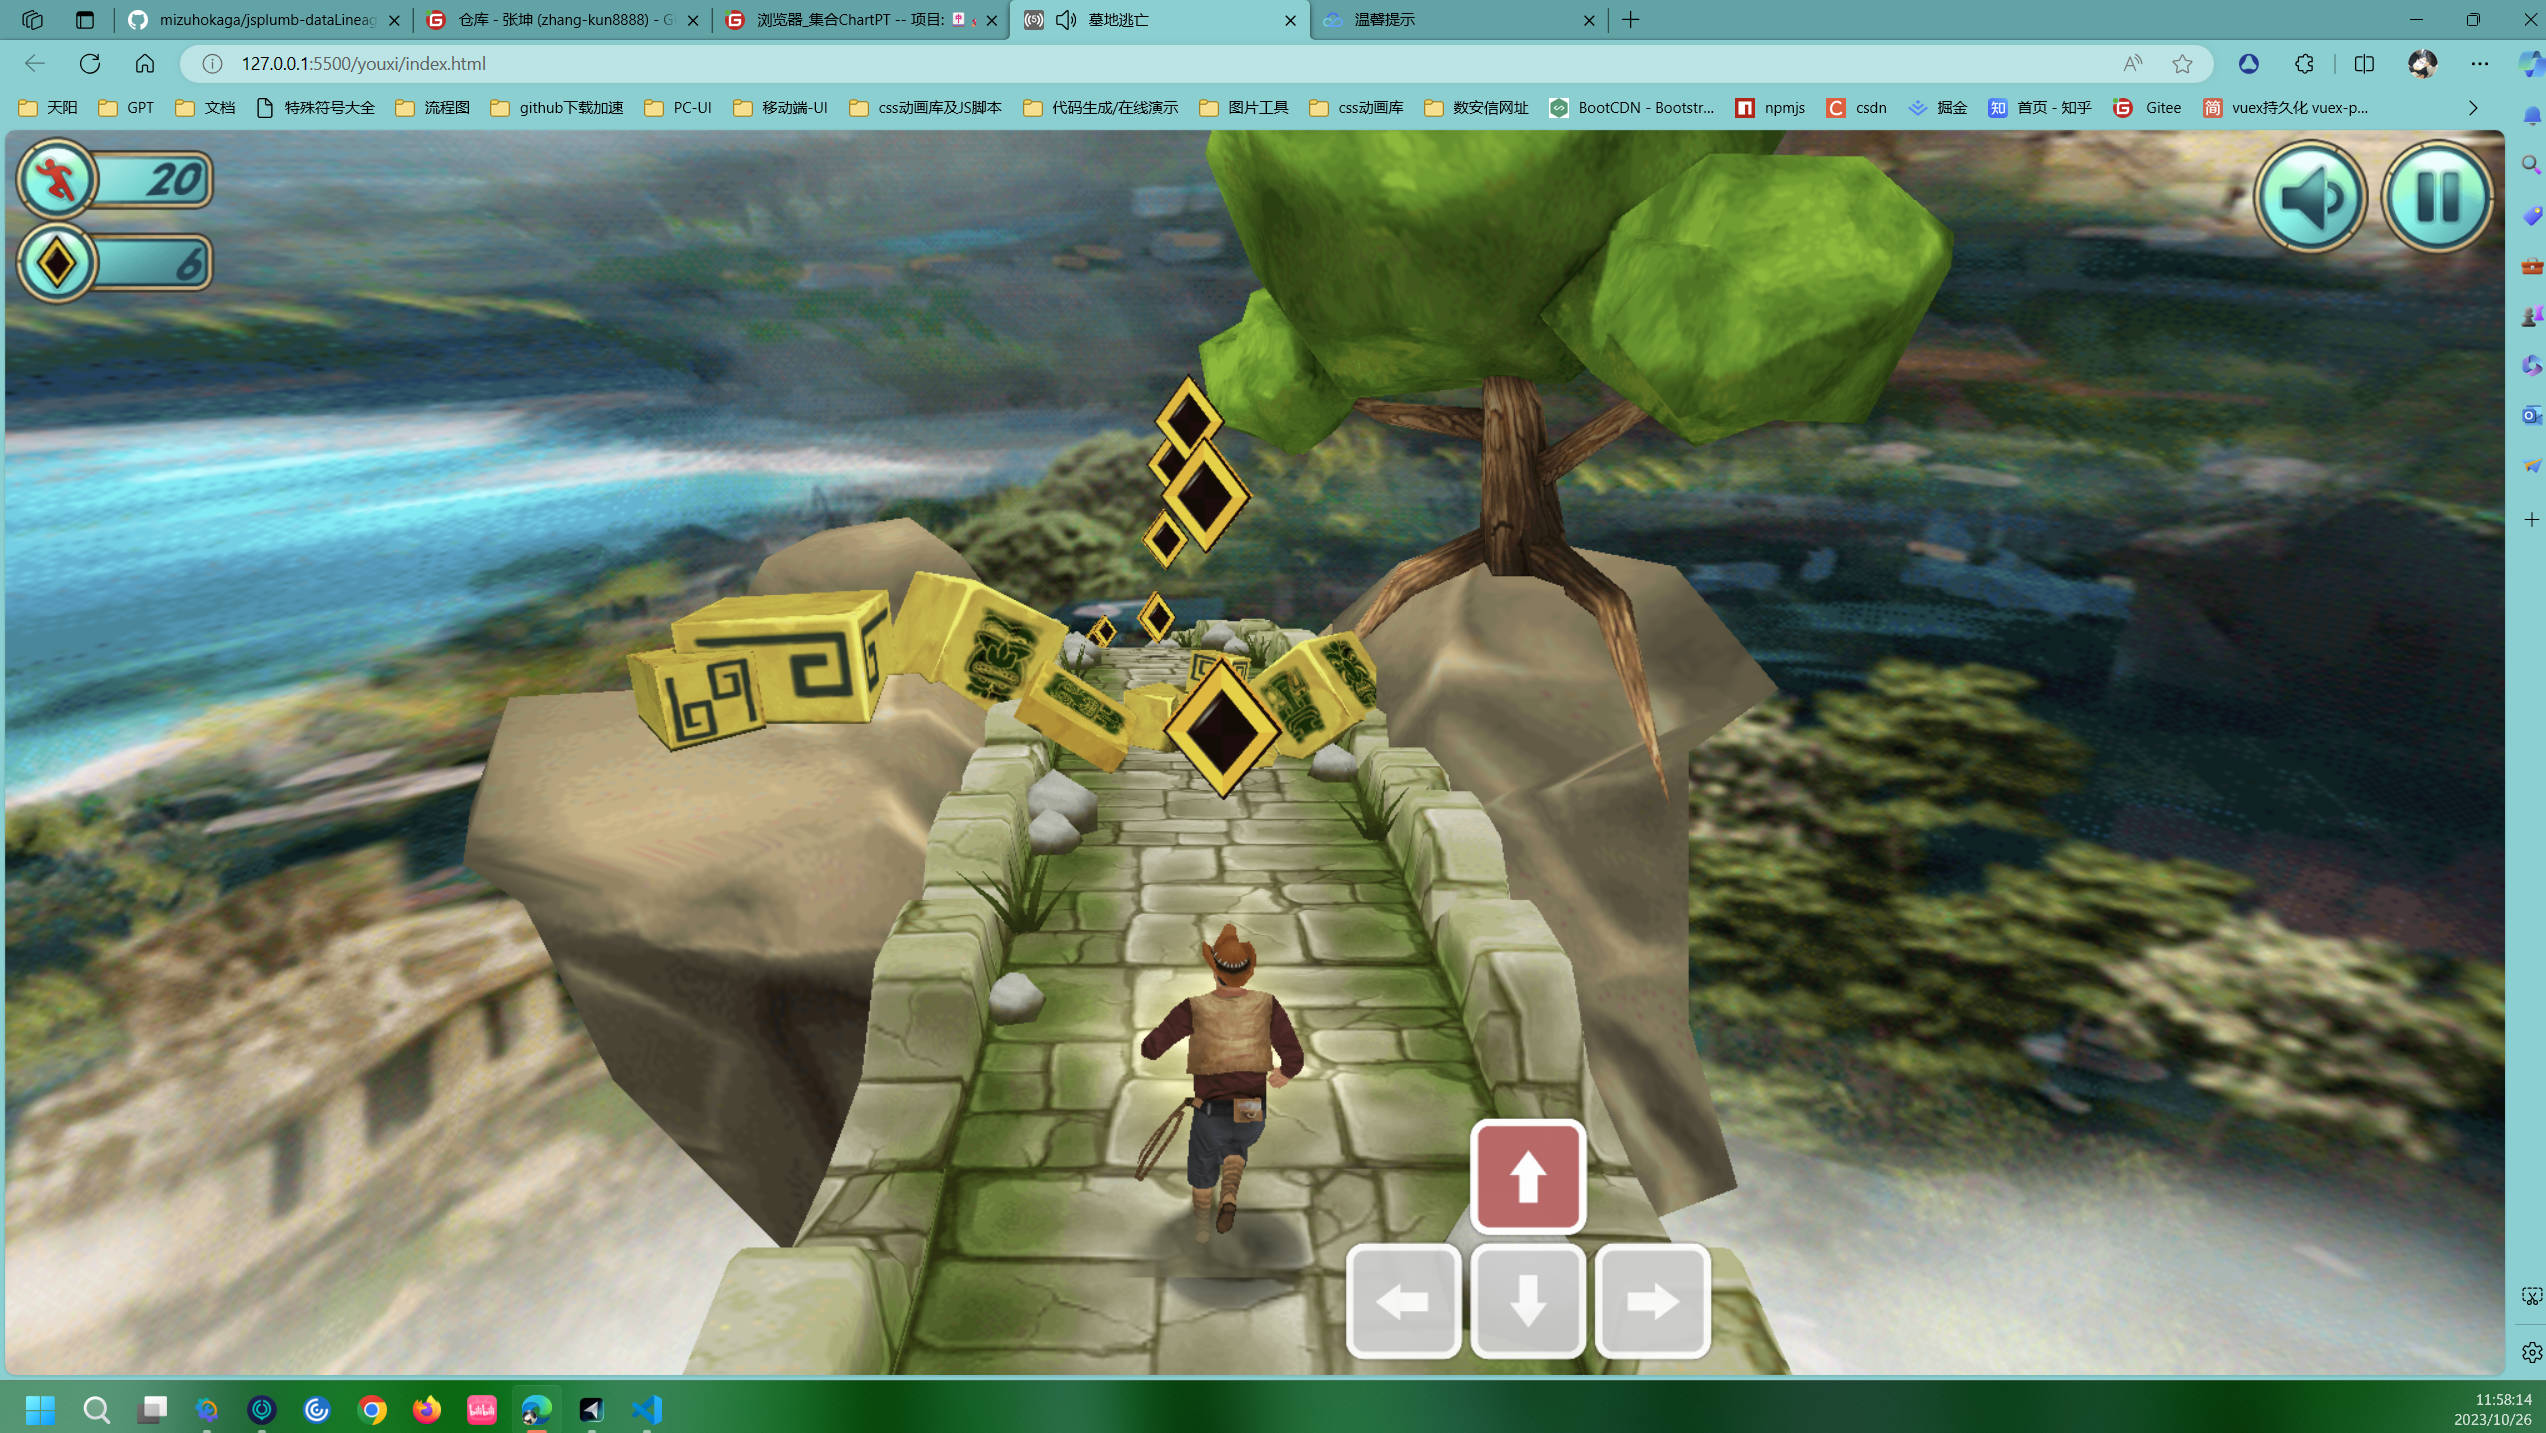 mizuhokaga/jsplumb-dataLineag
仓库 - 张坤 (zhang-kun8888) - G
浏览器_集合ChartPT -- 项目:
墓地逃亡
温馨提示
127.0.0.1:5500/youxi/index.html
天阳
GPT
文档
特殊符号大全
流程图
github下载加速
PC-UI
移动端-UI
css动画库及JS脚本
代码生成/在线演示
图片工具
css动画库
数安信网址
BootCDN - Bootstr...
npmjs
csdn
掘金
知
首页 - 知乎
Gitee
简
vuex持久化 vuex-p...
20
6
bilibili
11:58:14
2023/10/26